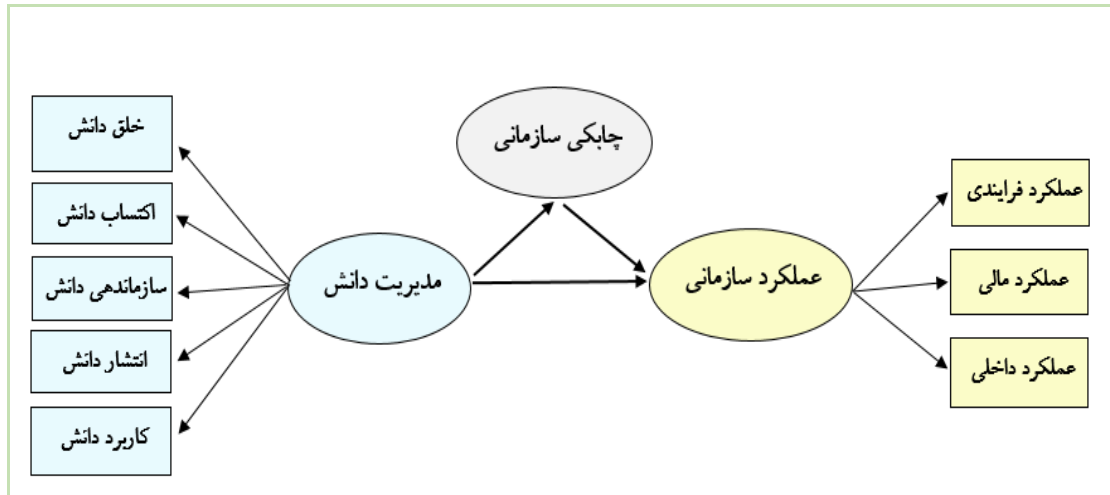 چابکی سازمانی
خلق دانش
اکتساب دانش
سازماندهی دانش
انتشار دانش
کاربرد دانش
مدیریت دانش
عملکرد سازمانی
عملکرد فرایندی
عملکرد مالی
عملکرد داخلی